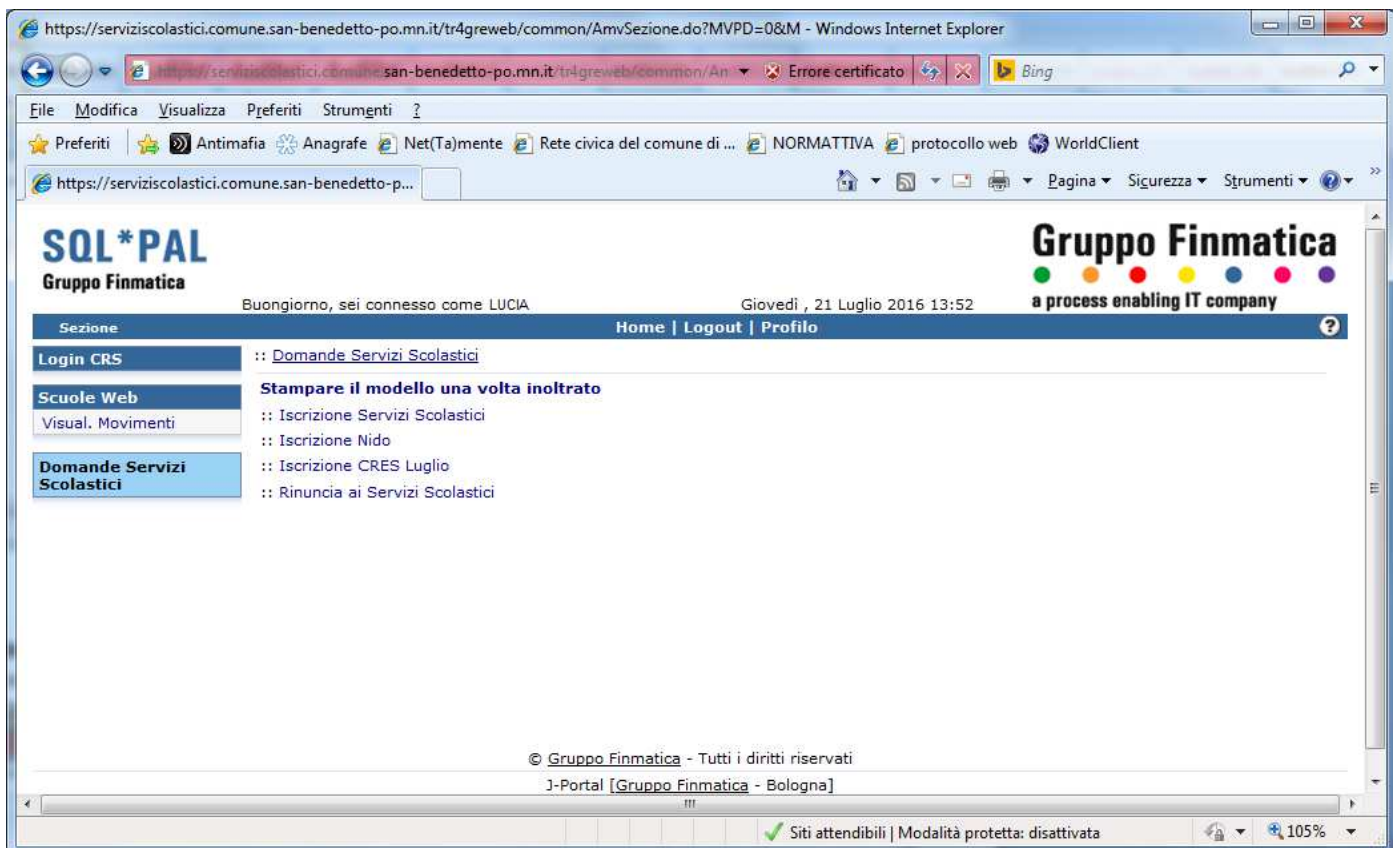 https://serviziscolastici.comune.san-benedetto-po.mn.it/tr4greweb/common/AmvSezione.do?MVPD=0&M - Windows Internet Explorer
https://serviziscolastici.comune.san-benedetto-po.mn.it/tr4greweb/common/An Errore certificato Bing
File Modifica Visualizza Preferiti Strumenti ?
Preferiti Antimafia Anagrafe Net(Ta)mente Rete civica del comune di ... NORMATTIVA protocollo web WorldClient
https://serviziscolastici.comune.san-benedetto-p... Pagina Sicurezza Strumenti »
SQL*PAL
Gruppo Finmatica
Gruppo Finmatica
a process enabling IT company
Buongiorno, sei connesso come LUCIA Giovedì , 21 Luglio 2016 13:52
Sezione Home | Logout | Profilo ?
Login CRS
:: Domande Servizi Scolastici
Scuole Web
Visual. Movimenti
Domande Servizi
Scolastici
Stampare il modello una volta inoltrato
:: Iscrizione Servizi Scolastici
:: Iscrizione Nido
:: Iscrizione CRES Luglio
:: Rinuncia ai Servizi Scolastici
© Gruppo Finmatica - Tutti i diritti riservati
J-Portal [Gruppo Finmatica - Bologna]
Siti attendibili | Modalità protetta: disattivata 105%